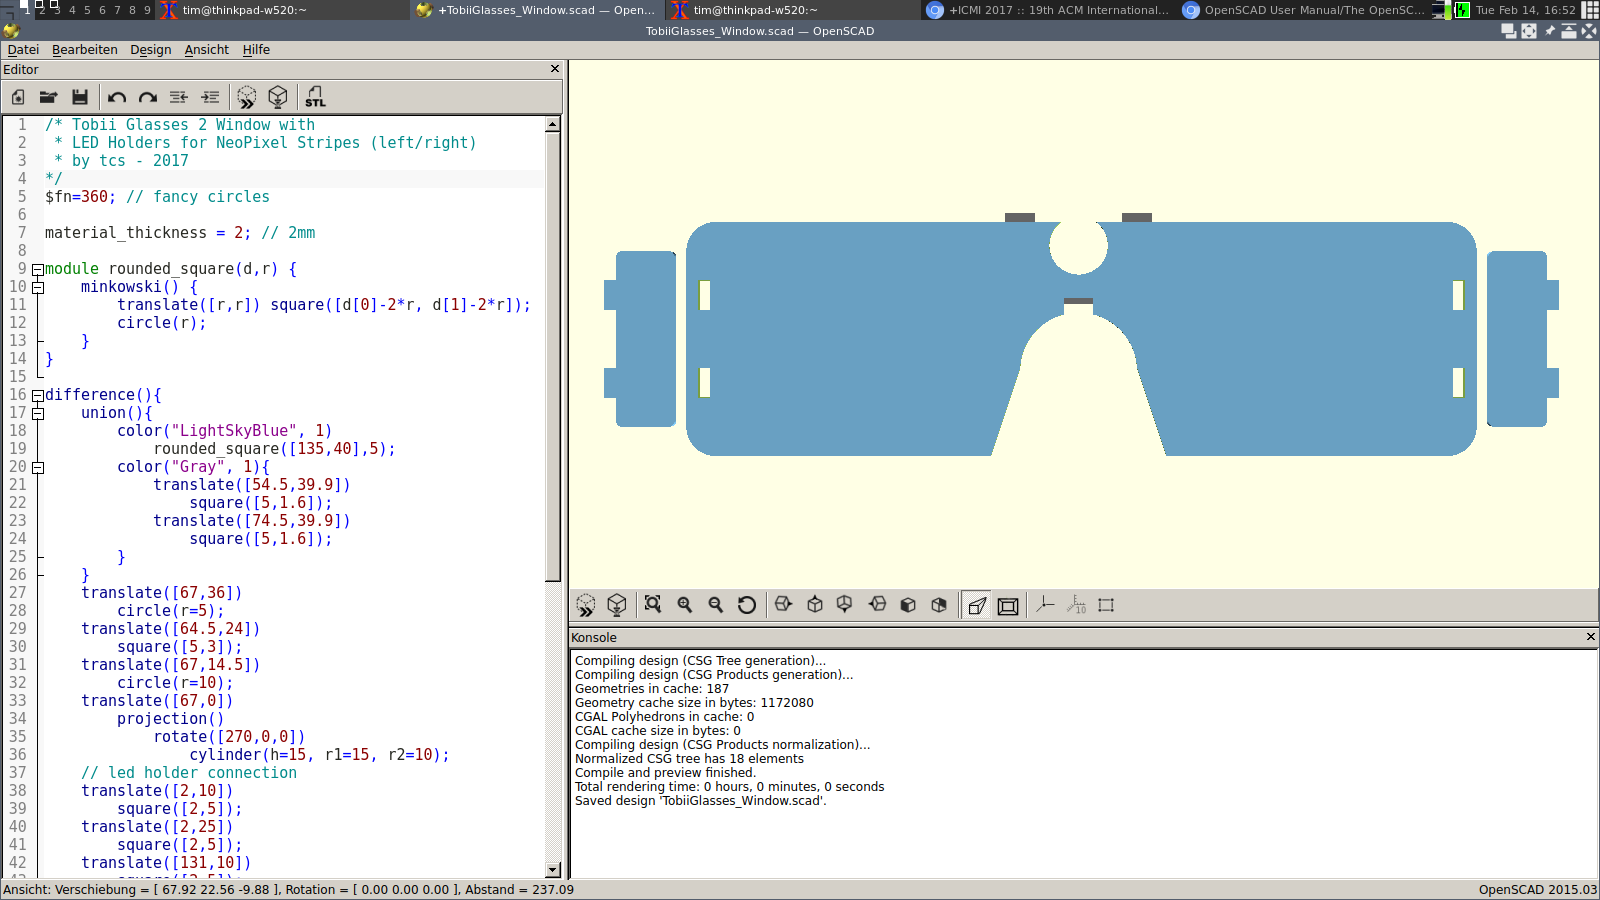 1 2 3 4 5 6 7 8 9 tim@thinkpad-w520:~ +TobiiGlasses_Window.scad — Open... tim@thinkpad-w520:~ +ICMI 2017 :: 19th ACM International... OpenSCAD User Manual/The OpenSC... Tue Feb 14, 16:52
TobiiGlasses_Window.scad — OpenSCAD
Datei Bearbeiten Design Ansicht Hilfe
Editor
STL
1 /* Tobii Glasses 2 Window with
2  * LED Holders for NeoPixel Stripes (left/right)
3  * by tcs - 2017
4 */
5 $fn=360; // fancy circles
6
7 material_thickness = 2; // 2mm
8
9 module rounded_square(d,r) {
10     minkowski() {
11         translate([r,r]) square([d[0]-2*r, d[1]-2*r]);
12         circle(r);
13     }
14 }
15
16 difference(){
17     union(){
18         color("LightSkyBlue", 1)
19             rounded_square([135,40],5);
20         color("Gray", 1){
21             translate([54.5,39.9])
22                 square([5,1.6]);
23             translate([74.5,39.9])
24                 square([5,1.6]);
25         }
26     }
27     translate([67,36])
28         circle(r=5);
29     translate([64.5,24])
30         square([5,3]);
31     translate([67,14.5])
32         circle(r=10);
33     translate([67,0])
34         projection()
35             rotate([270,0,0])
36                 cylinder(h=15, r1=15, r2=10);
37     // led holder connection
38     translate([2,10])
39         square([2,5]);
40     translate([2,25])
41         square([2,5]);
42     translate([131,10])
10
Konsole
Compiling design (CSG Tree generation)...
Compiling design (CSG Products generation)...
Geometries in cache: 187
Geometry cache size in bytes: 1172080
CGAL Polyhedrons in cache: 0
CGAL cache size in bytes: 0
Compiling design (CSG Products normalization)...
Normalized CSG tree has 18 elements
Compile and preview finished.
Total rendering time: 0 hours, 0 minutes, 0 seconds
Saved design 'TobiiGlasses_Window.scad'.
Ansicht: Verschiebung = [ 67.92 22.56 -9.88 ], Rotation = [ 0.00 0.00 0.00 ], Abstand = 237.09
OpenSCAD 2015.03